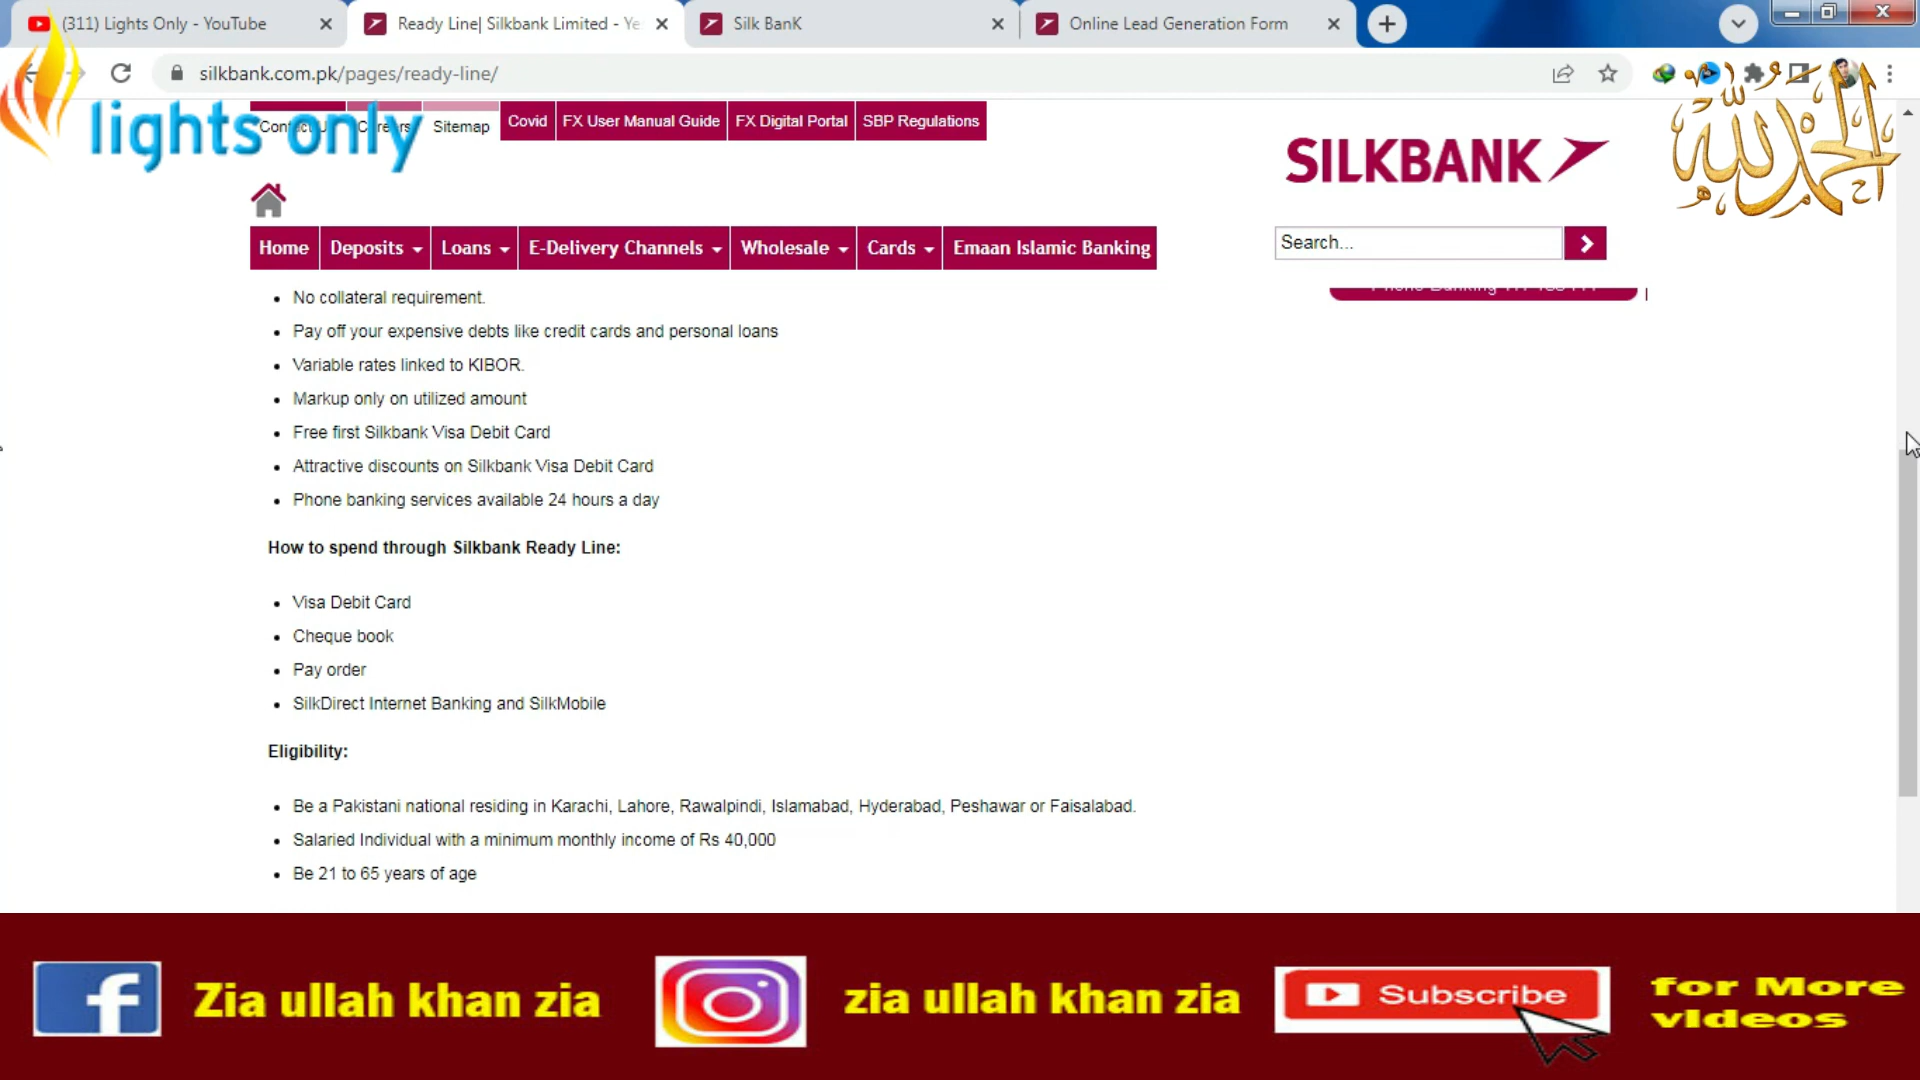 (311) Lights Only - YouTube
Ready Line| Silkbank Limited - Ye
Silk BanK
Online Lead Generation Form
silkbank.com.pk/pages/ready-line/
lights only
Sitemap
Covid
FX User Manual Guide
FX Digital Portal
SBP Regulations
SILKBANK
الحمد لله
Home
Deposits
Loans
E-Delivery Channels
Wholesale
Cards
Emaan Islamic Banking
Search...
No collateral requirement.
Pay off your expensive debts like credit cards and personal loans
Variable rates linked to KIBOR.
Markup only on utilized amount
Free first Silkbank Visa Debit Card
Attractive discounts on Silkbank Visa Debit Card
Phone banking services available 24 hours a day
How to spend through Silkbank Ready Line:
Visa Debit Card
Cheque book
Pay order
SilkDirect Internet Banking and SilkMobile
Eligibility:
Be a Pakistani national residing in Karachi, Lahore, Rawalpindi, Islamabad, Hyderabad, Peshawar or Faisalabad.
Salaried Individual with a minimum monthly income of Rs 40,000
Be 21 to 65 years of age
Zia ullah khan zia
zia ullah khan zia
Subscribe
for More
vIdeos